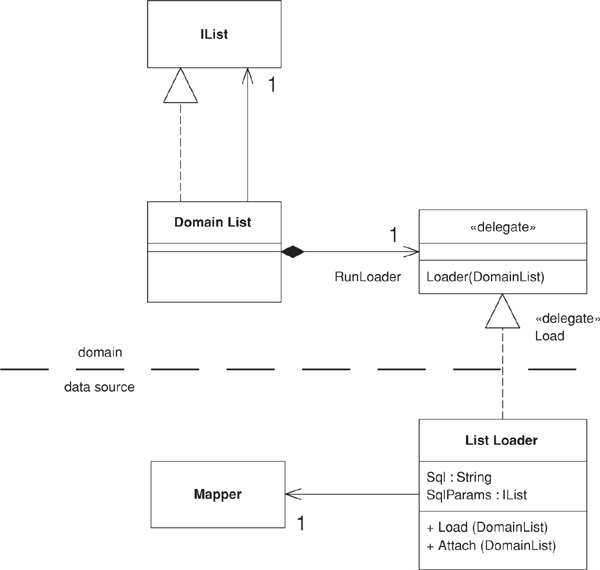 IList
1
Domain List
1
«delegate»
RunLoader
Loader(DomainList)
«delegate»
Load
domain
data source
List Loader
Sql : String
SqlParams : IList
Mapper
1
+ Load (DomainList)
+ Attach (DomainList)